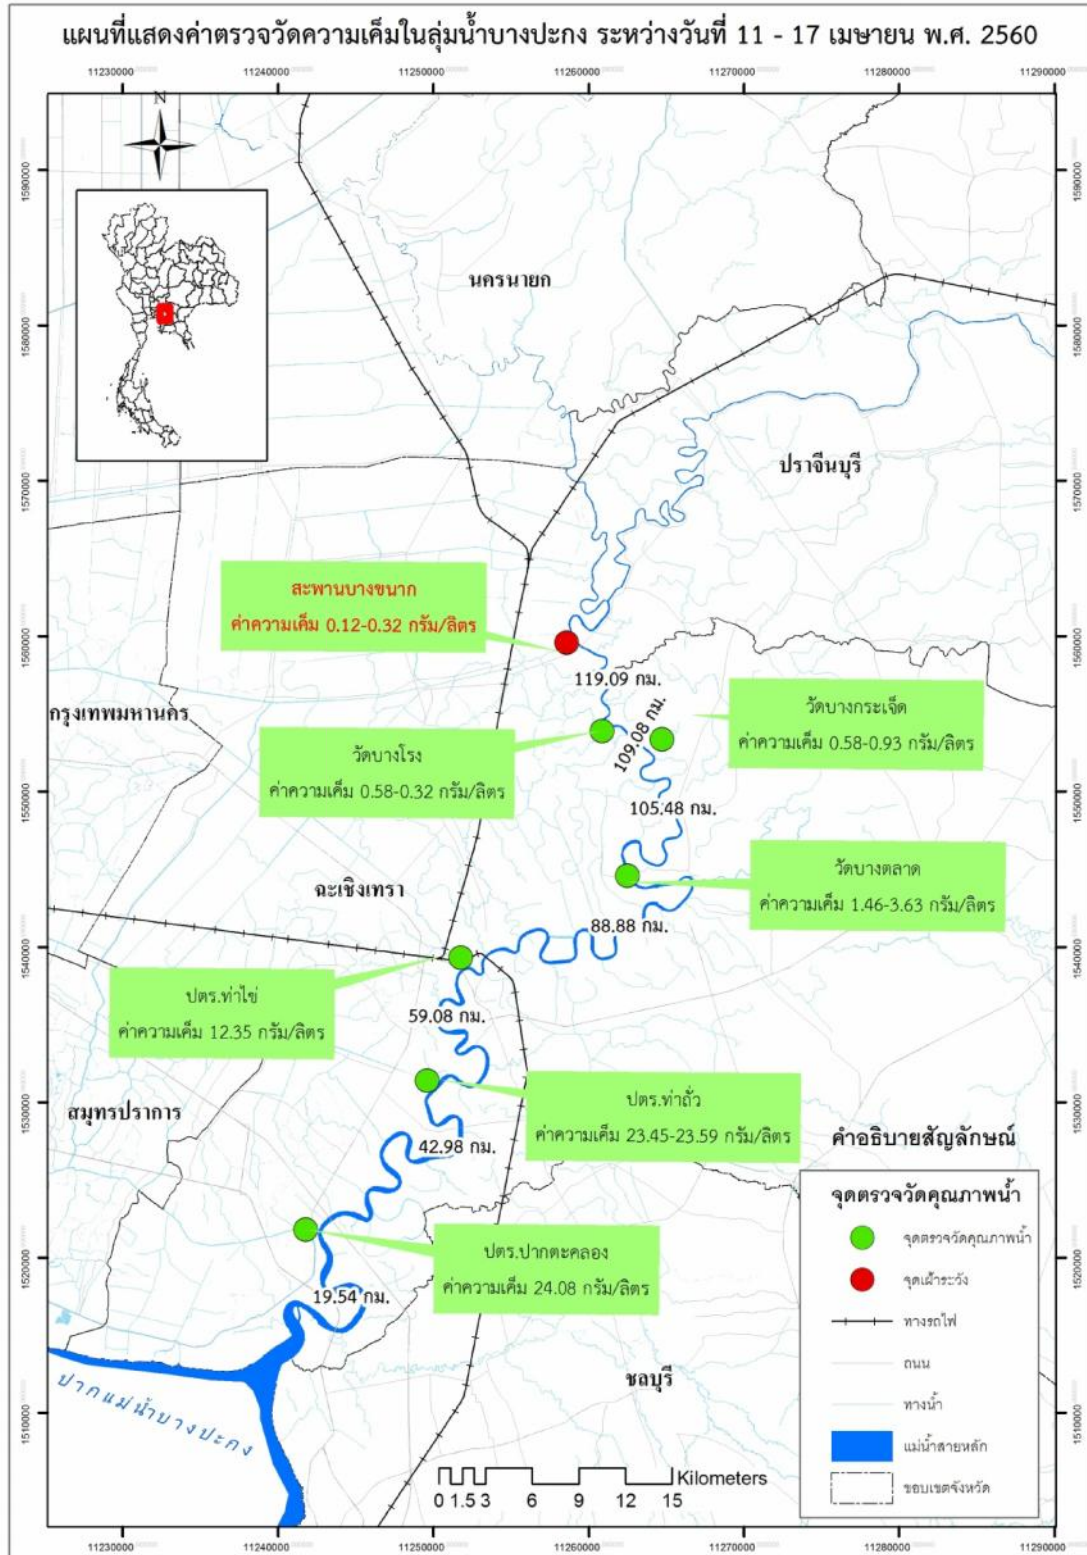 แผนที่แสดงค่าตรวจวัดความเค็มในลุ่มน้ำบางปะกง ระหว่างวันที่ 11 - 17 เมษายน พ.ศ. 2560
11230000
11240000
11250000
11260000
11270000
11280000
11290000
N
1590000
1590000
นครนายก
1580000
1580000
ปราจีนบุรี
1570000
1570000
สะพานบางขนาก
ค่าความเค็ม 0.12-0.32 กรัม/ลิตร
1560000
1560000
119.09 กม.
กรุงเทพมหานคร
วัดบางกระเจ็ด
ค่าความเค็ม 0.58-0.93 กรัม/ลิตร
109.08 กม.
วัดบางโรง
ค่าความเค็ม 0.58-0.32 กรัม/ลิตร
1550000
1550000
105.48 กม.
ฉะเชิงเทรา
วัดบางตลาด
ค่าความเค็ม 1.46-3.63 กรัม/ลิตร
88.88 กม.
1540000
1540000
ปตร.ท่าไข่
ค่าความเค็ม 12.35 กรัม/ลิตร
59.08 กม.
สมุทรปราการ
1530000
1530000
ปตร.ท่าถั่ว
ค่าความเค็ม 23.45-23.59 กรัม/ลิตร
42.98 กม.
ปตร.ปากตะคลอง
ค่าความเค็ม 24.08 กรัม/ลิตร
1520000
1520000
19.54 กม.
ชลบุรี
ปากแม่น้ำบางปะกง
1510000
1510000
คำอธิบายสัญลักษณ์
จุดตรวจวัดคุณภาพน้ำ
จุดตรวจวัดคุณภาพน้ำ
จุดเฝ้าระวัง
ทางรถไฟ
ถนน
ทางน้ำ
แม่น้ำสายหลัก
ขอบเขตจังหวัด
Kilometers
0 1.5 3 6 9 12 15
11230000
11240000
11250000
11260000
11270000
11280000
11290000